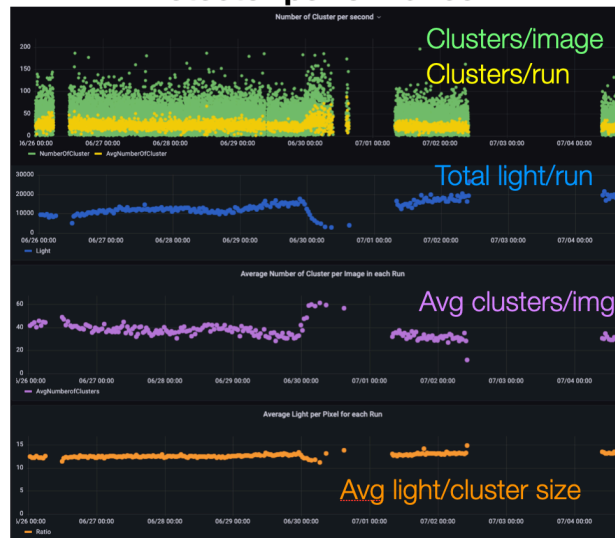 Number of Cluster per second
Clusters/image
Clusters/run
200
150
100
50
0
06/27 00:00 06/28 00:00 06/29 00:00 06/30 00:00 07/01 00:00 07/02 00:00 07/03 00:00 07/04 00:00
NumberOfCluster AvgNumberOfCluster
Total light/run
30000
20000
10000
0
06/26 00:00 06/27 00:00 06/28 00:00 06/29 00:00 06/30 00:00 07/01 00:00 07/02 00:00 07/03 00:00 07/04 00:00
Light
Average Number of Cluster per Image in each Run
Avg clusters/img
60
40
20
0
/26 00:00 06/27 00:00 06/28 00:00 06/29 00:00 06/30 00:00 07/01 00:00 07/02 00:00 07/03 00:00 07/04 00:00
AvgNumberofClusters
Average Light per Pixel for each Run
15
10
5
0
Avg light/cluster size
/26 00:00 06/27 00:00 06/28 00:00 06/29 00:00 06/30 00:00 07/01 00:00 07/02 00:00 07/03 00:00 07/04 00:00
Ratio